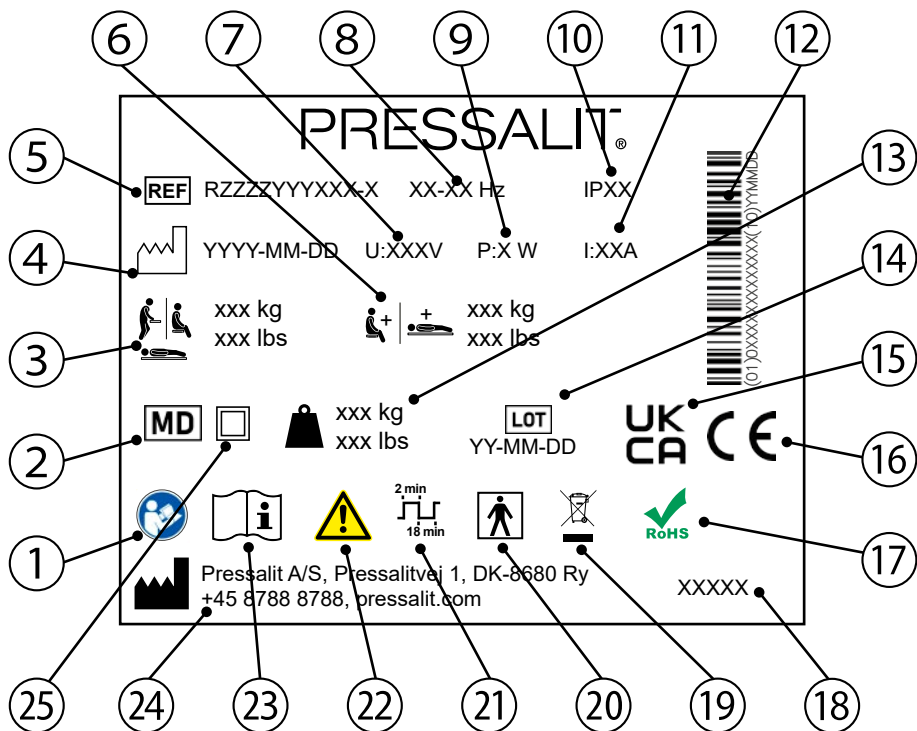 6 7 8 9 10 11 12
PRESSALIT®
5 REF RZZZZYYYXXX-X XX-XX Hz IPXX 13
4 YYYY-MM-DD U:XXXV P:X W I:XXA 14
xxx kg xxx kg
3 xxx lbs xxx lbs
(01)0XXXXXXXXXXXX(10)YYMMDD
15
2 MD xxx kg LOT UK CA CE 16
xxx lbs YY-MM-DD
2 min
18 min
1 i RoHS 17
Pressalit A/S, Pressalitvej 1, DK-8680 Ry
+45 8788 8788, pressalit.com XXXXX
25 24 23 22 21 20 19 18